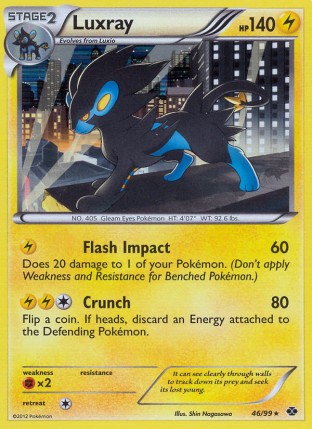 STAGE2 Luxray HP140
Evolves from Luxio
NO. 405 Gleam Eyes Pokémon. HT: 4'07" WT: 92.6 lbs.
Flash Impact 60
Does 20 damage to 1 of your Pokémon. (Don't apply
Weakness and Resistance for Benched Pokémon.)
Crunch 80
Flip a coin. If heads, discard an Energy attached to
the Defending Pokémon.
weakness resistance
×2
retreat
It can see clearly through walls
to track down its prey and seek
its lost young.
©2012 Pokémon Illus. Shin Nagasawa 46/99★